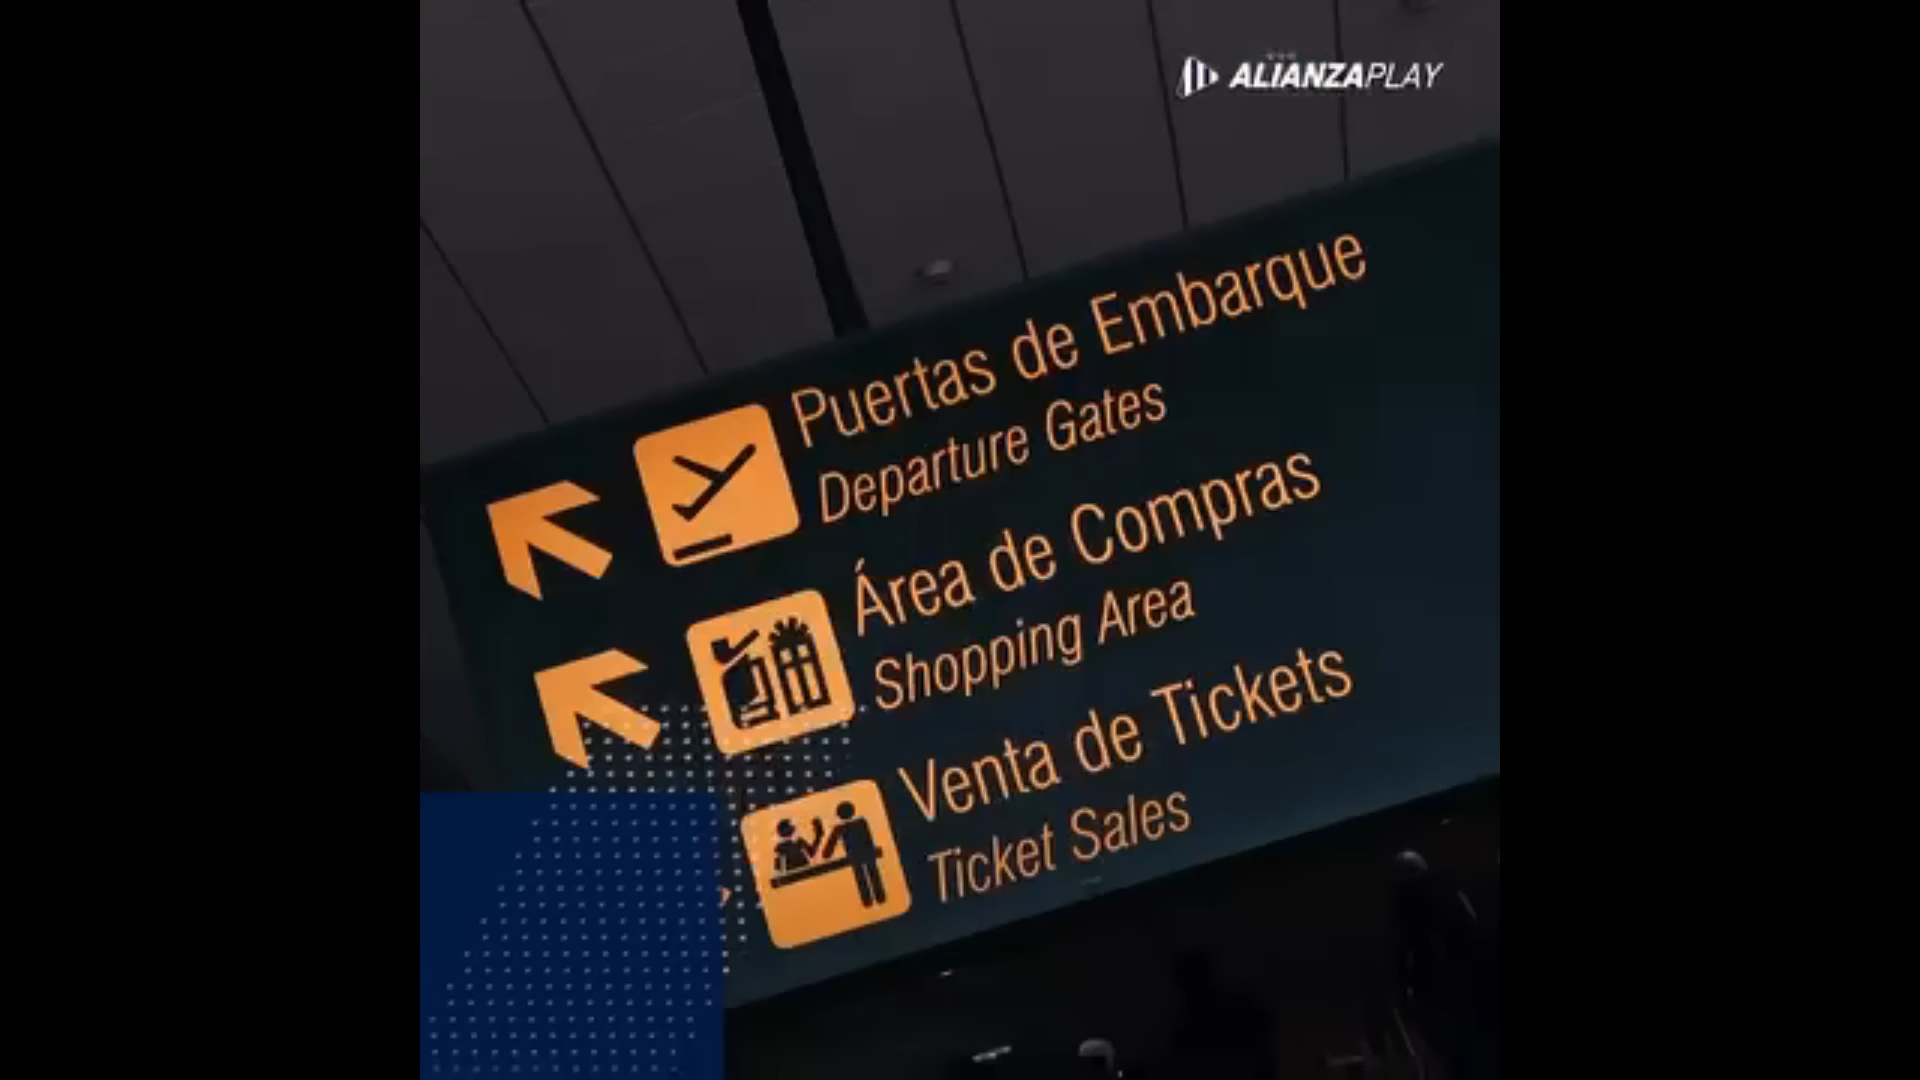 ALIANZAPLAY
Puertas de Embarque
Departure Gates
Área de Compras
Shopping Area
Venta de Tickets
Ticket Sales